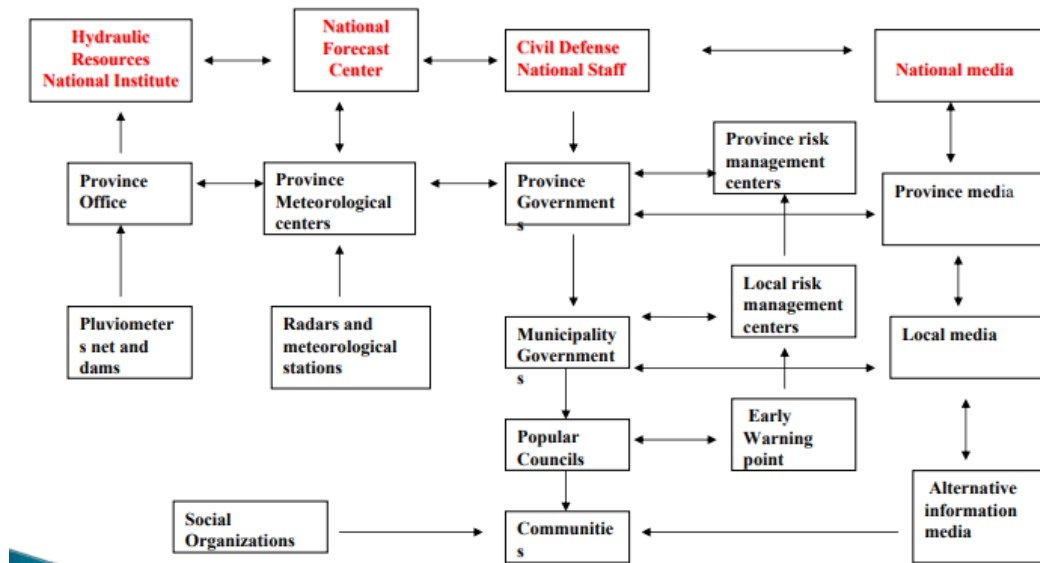 Hydraulic
Resources
National Institute
National
Forecast
Center
Civil Defense
National Staff
National media
Province
Office
Province
Meteorological
centers
Province
Government
s
Province risk
management
centers
Province media
Pluviometer
s net and
dams
Radars and
meteorological
stations
Municipality
Government
s
Local risk
management
centers
Local media
Popular
Councils
Early
Warning
point
Social
Organizations
Communitie
s
Alternative
information
media